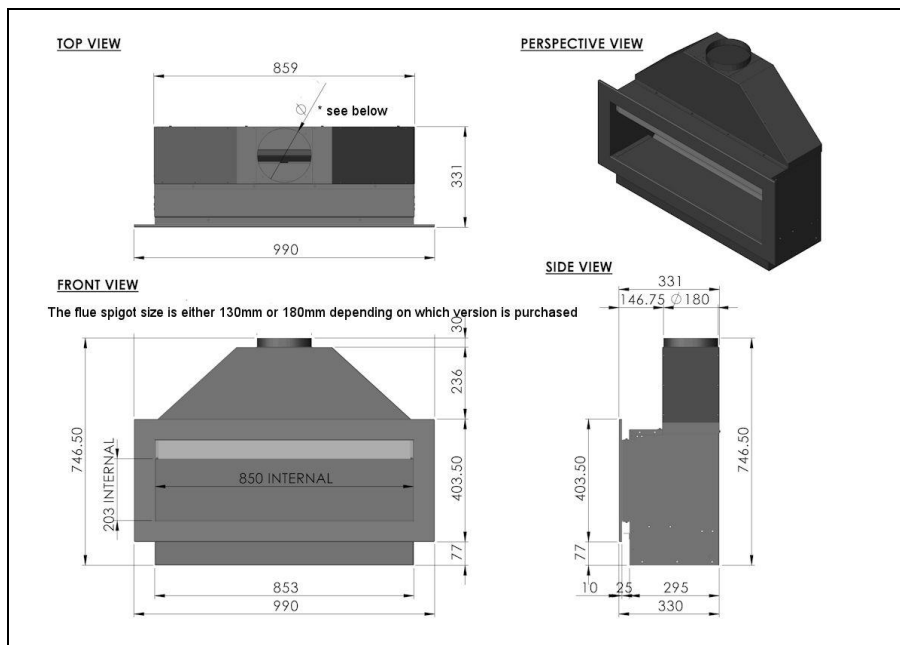 TOP VIEW
859
Ø * see below
331
990
PERSPECTIVE VIEW
FRONT VIEW
The flue spigot size is either 130mm or 180mm depending on which version is purchased
30
236
746.50
403.50
850 INTERNAL
203 INTERNAL
77
853
990
SIDE VIEW
331
146.75 Ø180
403.50
746.50
77
10 25 295
330